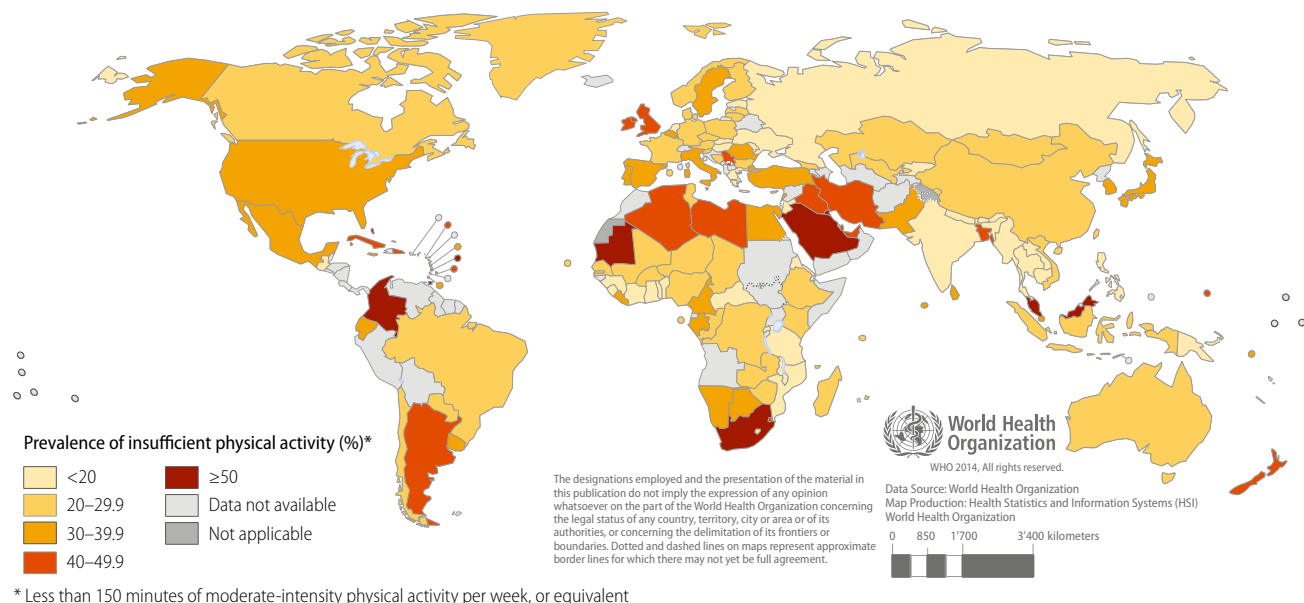 Prevalence of insufficient physical activity (%)*
<20
20–29.9
30–39.9
40–49.9
≥50
Data not available
Not applicable
The designations employed and the presentation of the material in
this publication do not imply the expression of any opinion
whatsoever on the part of the World Health Organization concerning
the legal status of any country, territory, city or area or of its
authorities, or concerning the delimitation of its frontiers or
boundaries. Dotted and dashed lines on maps represent approximate
border lines for which there may not yet be full agreement.
World Health
Organization
WHO 2014, All rights reserved.
Data Source: World Health Organization
Map Production: Health Statistics and Information Systems (HSI)
World Health Organization
0 850 1'700 3'400 kilometers
* Less than 150 minutes of moderate-intensity physical activity per week, or equivalent